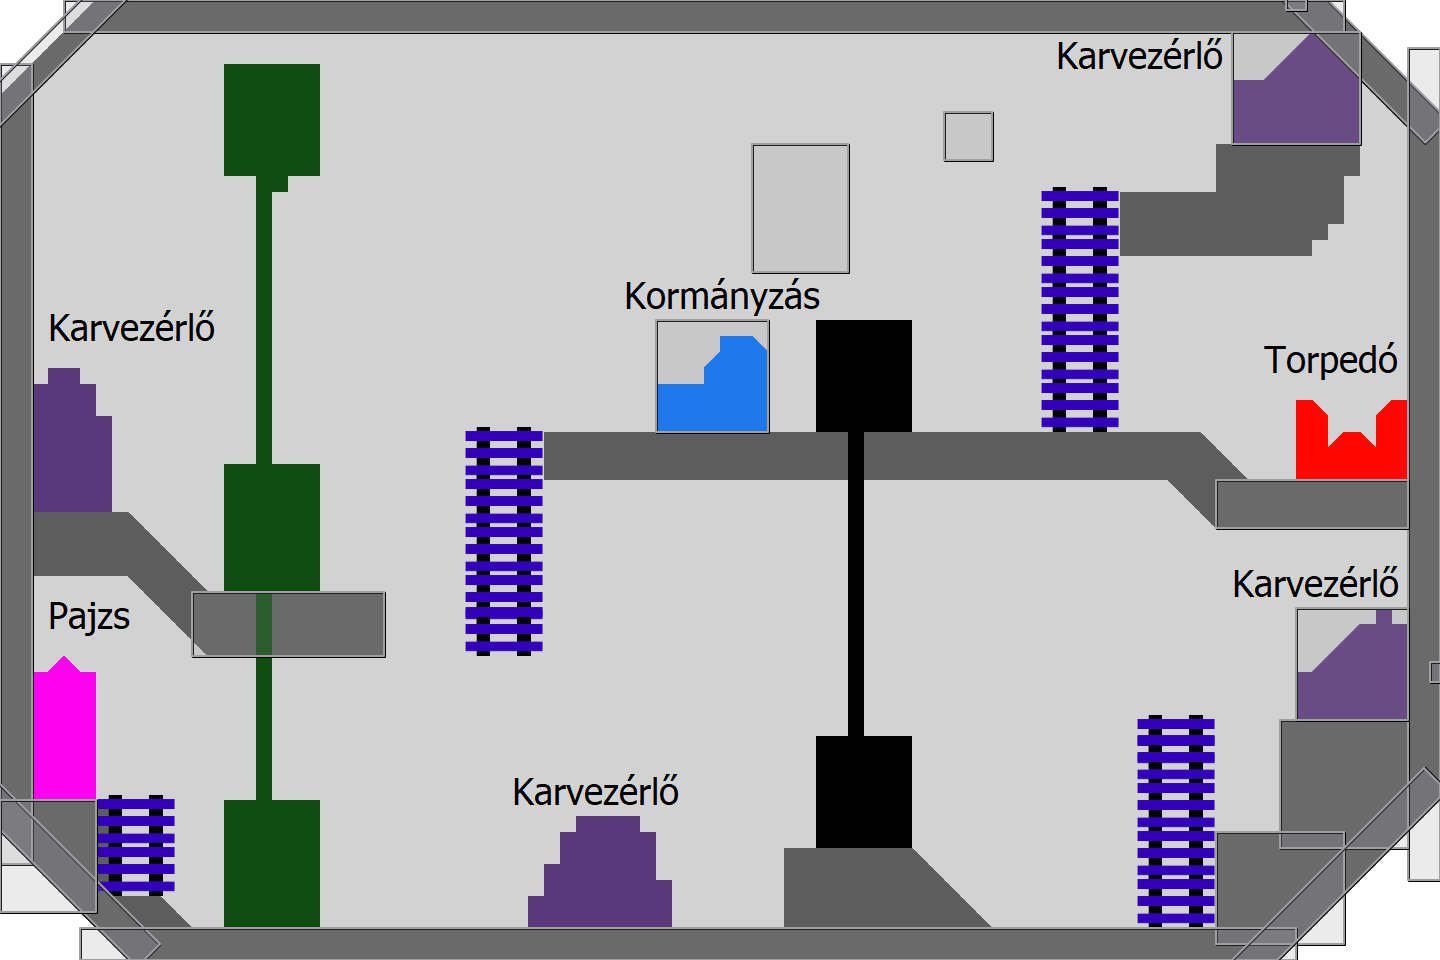 Karvezérlő
Kormányzás
Karvezérlő
Torpedó
Karvezérlő
Pajzs
Karvezérlő